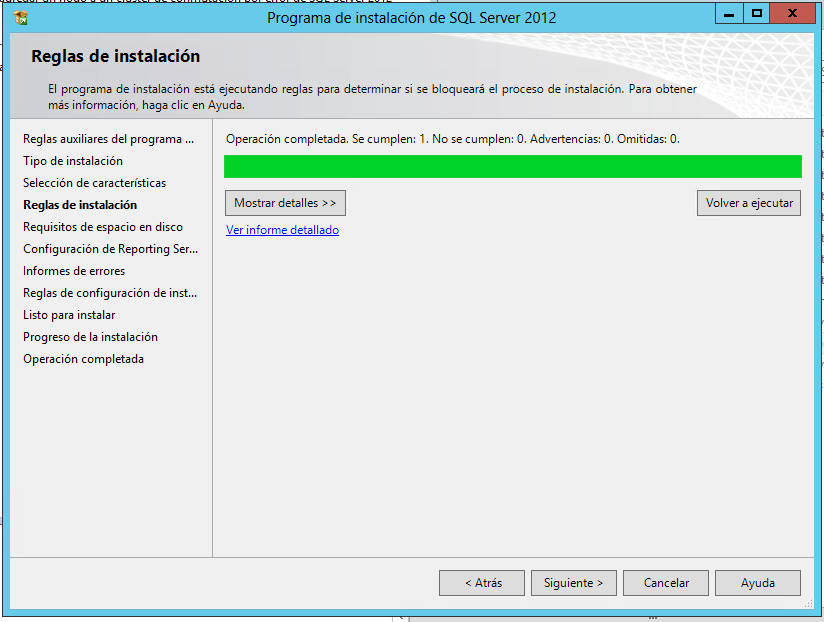 Programa de instalación de SQL Server 2012
Reglas de instalación
El programa de instalación está ejecutando reglas para determinar si se bloqueará el proceso de instalación. Para obtener
más información, haga clic en Ayuda.
Reglas auxiliares del programa ...
Tipo de instalación
Selección de características
Reglas de instalación
Requisitos de espacio en disco
Configuración de Reporting Ser...
Informes de errores
Reglas de configuración de inst...
Listo para instalar
Progreso de la instalación
Operación completada
Operación completada. Se cumplen: 1. No se cumplen: 0. Advertencias: 0. Omitidas: 0.
Mostrar detalles >>
Volver a ejecutar
Ver informe detallado
< Atrás
Siguiente >
Cancelar
Ayuda